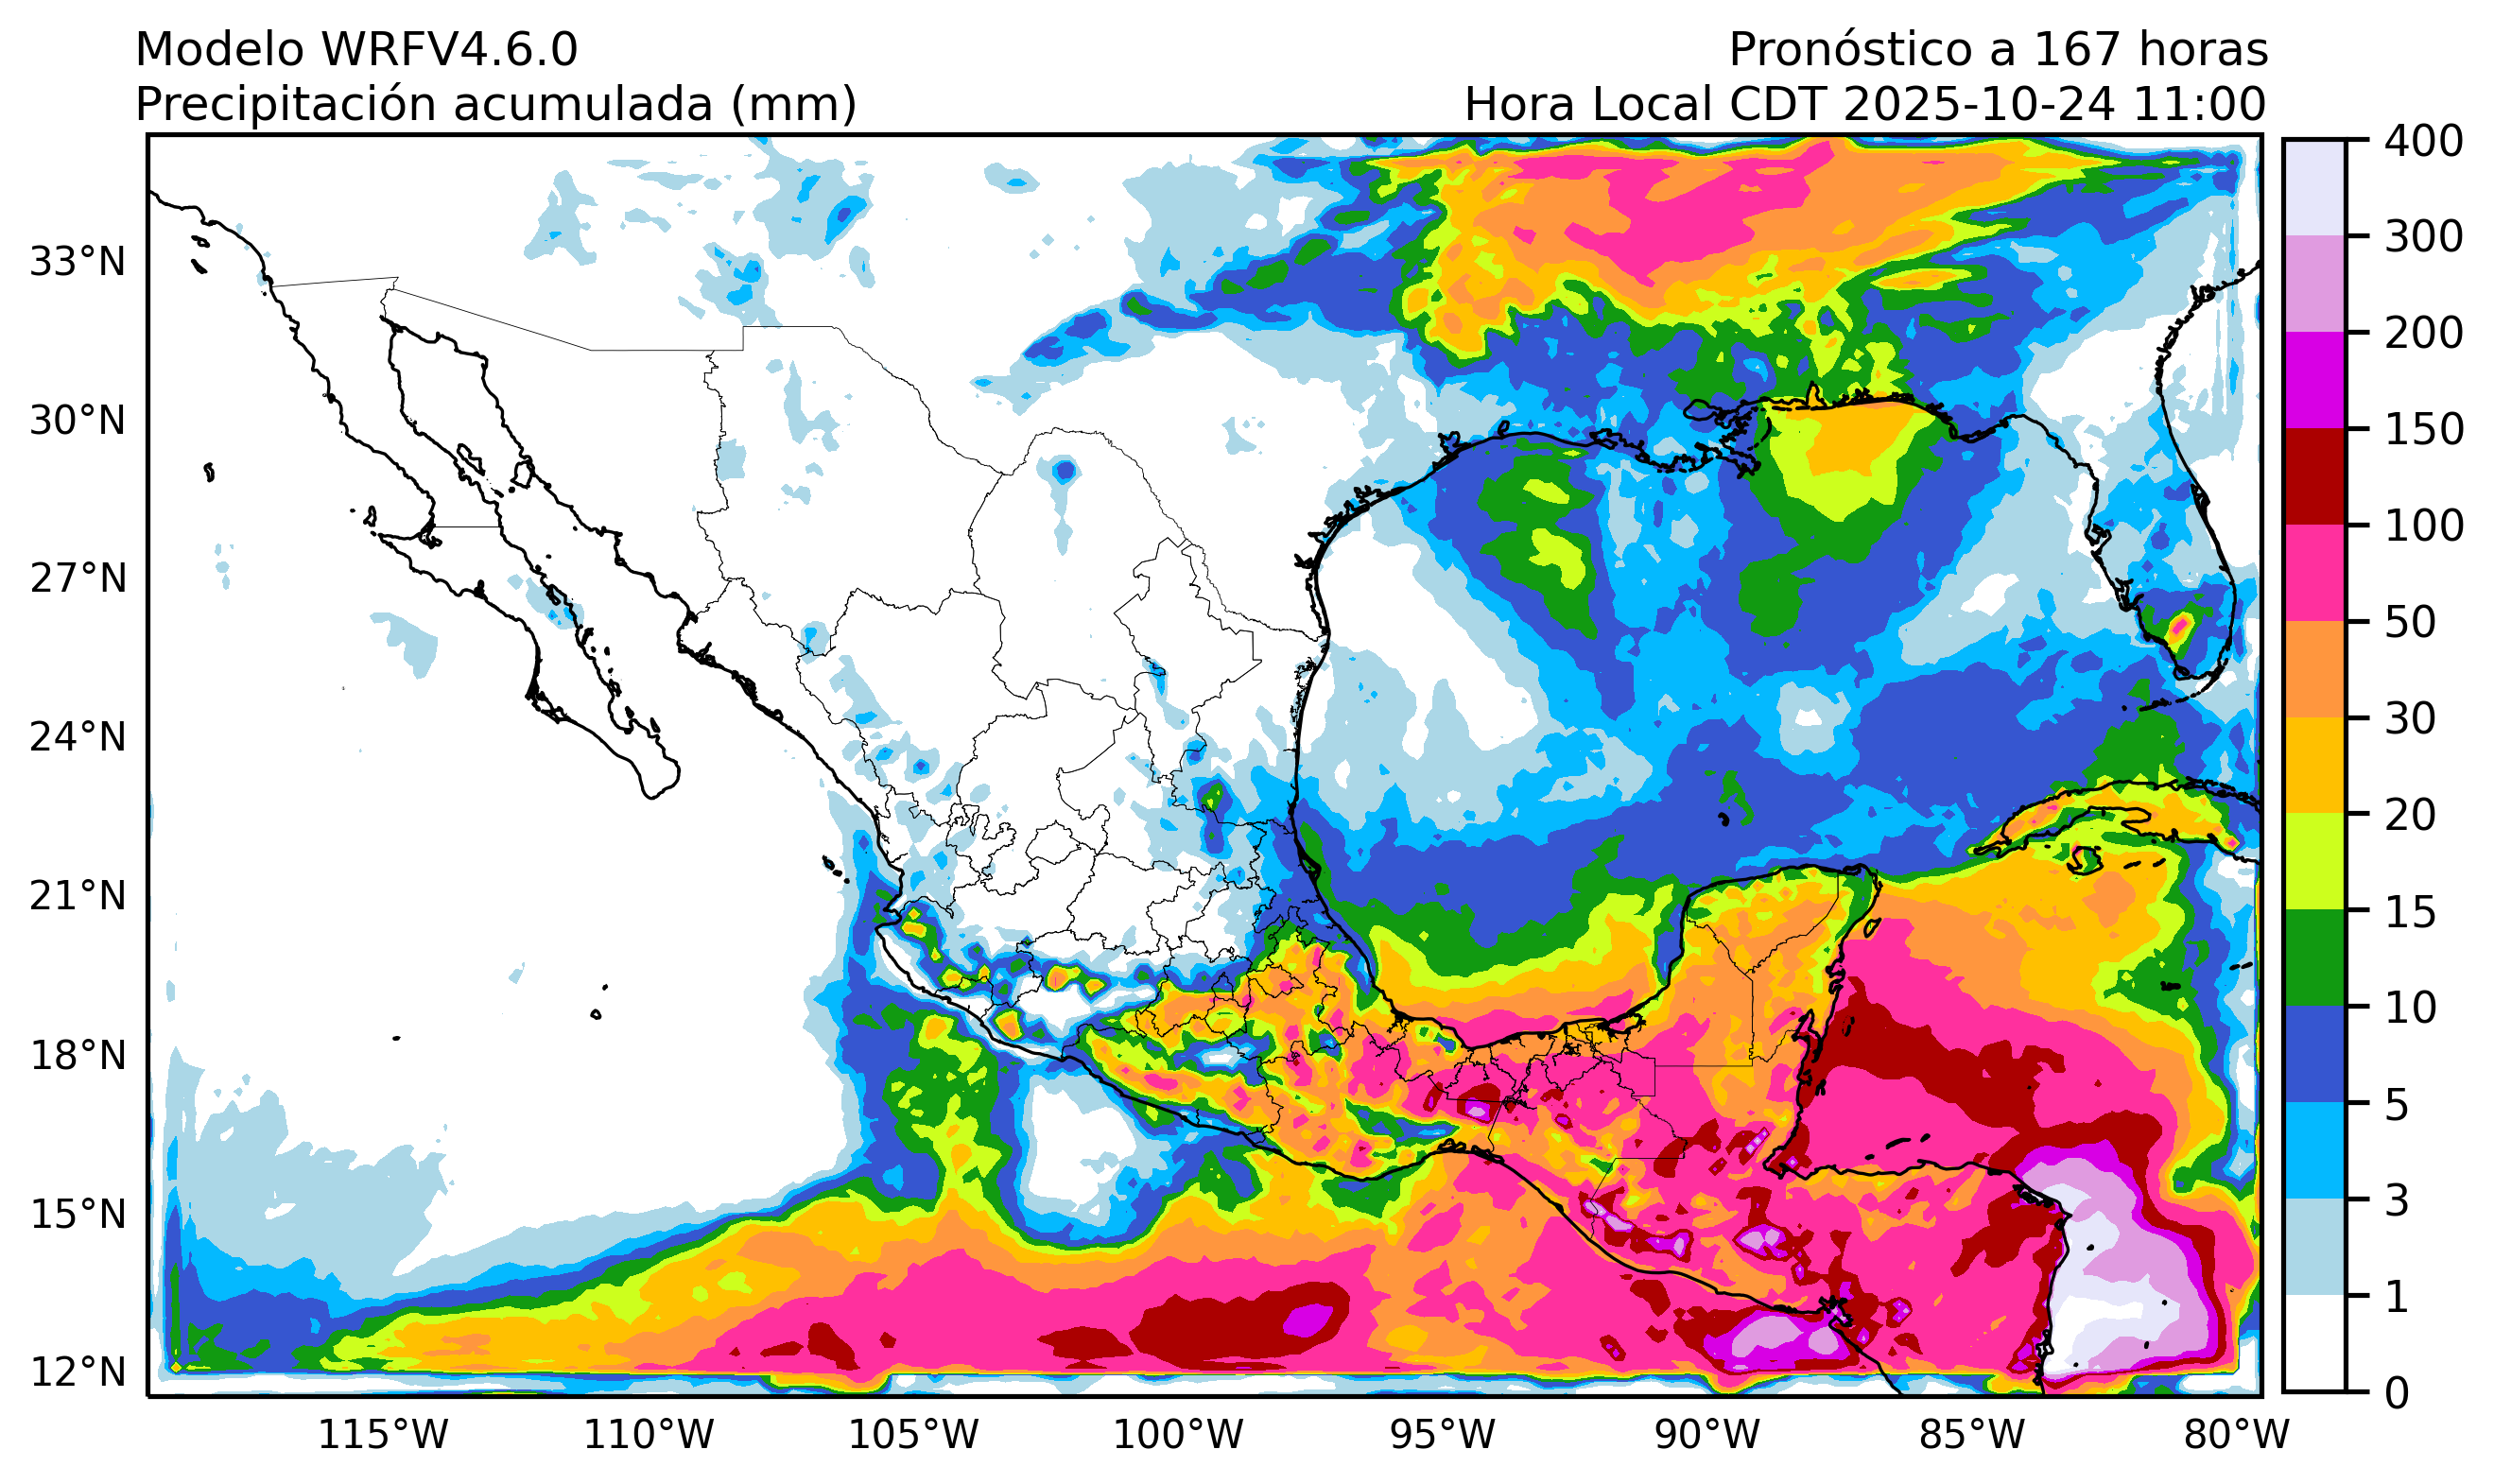 Modelo WRFV4.6.0
Pronóstico a 167 horas
Precipitación acumulada (mm)
Hora Local CDT 2025-10-24 11:00
33°N
30°N
27°N
24°N
21°N
18°N
15°N
12°N
115°W
110°W
105°W
100°W
95°W
90°W
85°W
80°W
400
300
200
150
100
50
30
20
15
10
5
3
1
0